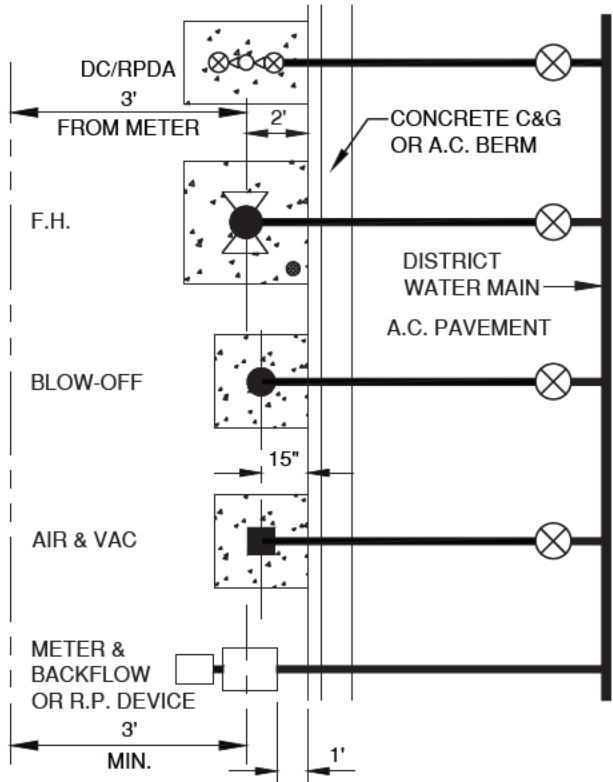 DC/RPDA
3'
FROM METER
2'
CONCRETE C&G
OR A.C. BERM
F.H.
DISTRICT
WATER MAIN
A.C. PAVEMENT
BLOW-OFF
15"
AIR & VAC
METER &
BACKFLOW
OR R.P. DEVICE
3'
MIN.
1'